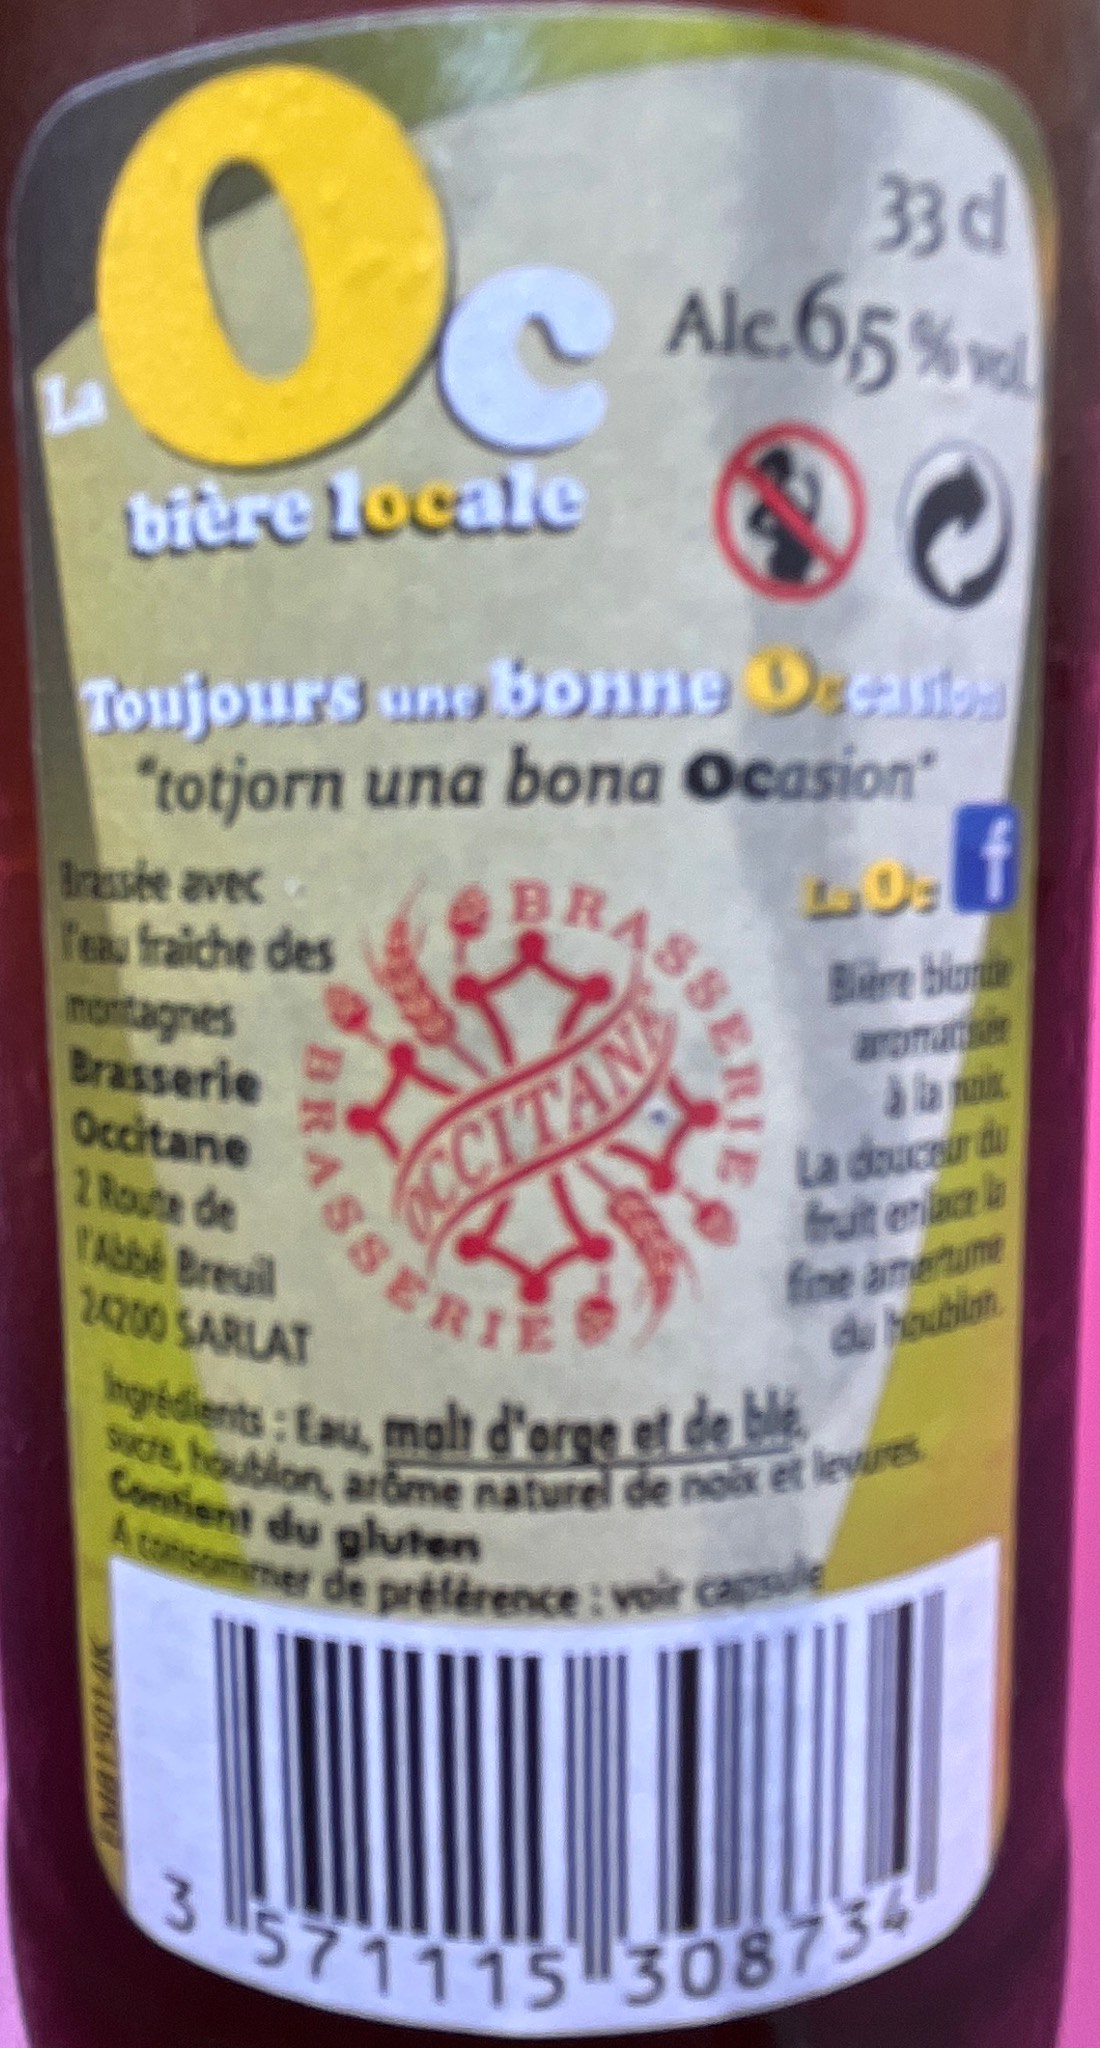 La Oc
33 cl
Alc.6,5 % vol.
bière locale
Toujours une bonne Occasion
"totjorn una bona Ocasion"
Brassée avec
l'eau fraîche des
montagnes
Brasserie
Occitane
2 Route de
l'Abbé Breuil
24200 SARLAT
BRASSERIE
OCCITANE
BRASSERIE
La Oc f
Bière blonde
aromatisée
à la noix.
La douceur du
fruit enlace la
fine amertume
du houblon.
Ingrédients : Eau, malt d'orge et de blé,
sucre, houblon, arôme naturel de noix et levures.
Contient du gluten
A consommer de préférence : voir capsule
EMB15014K
3 571115 308734